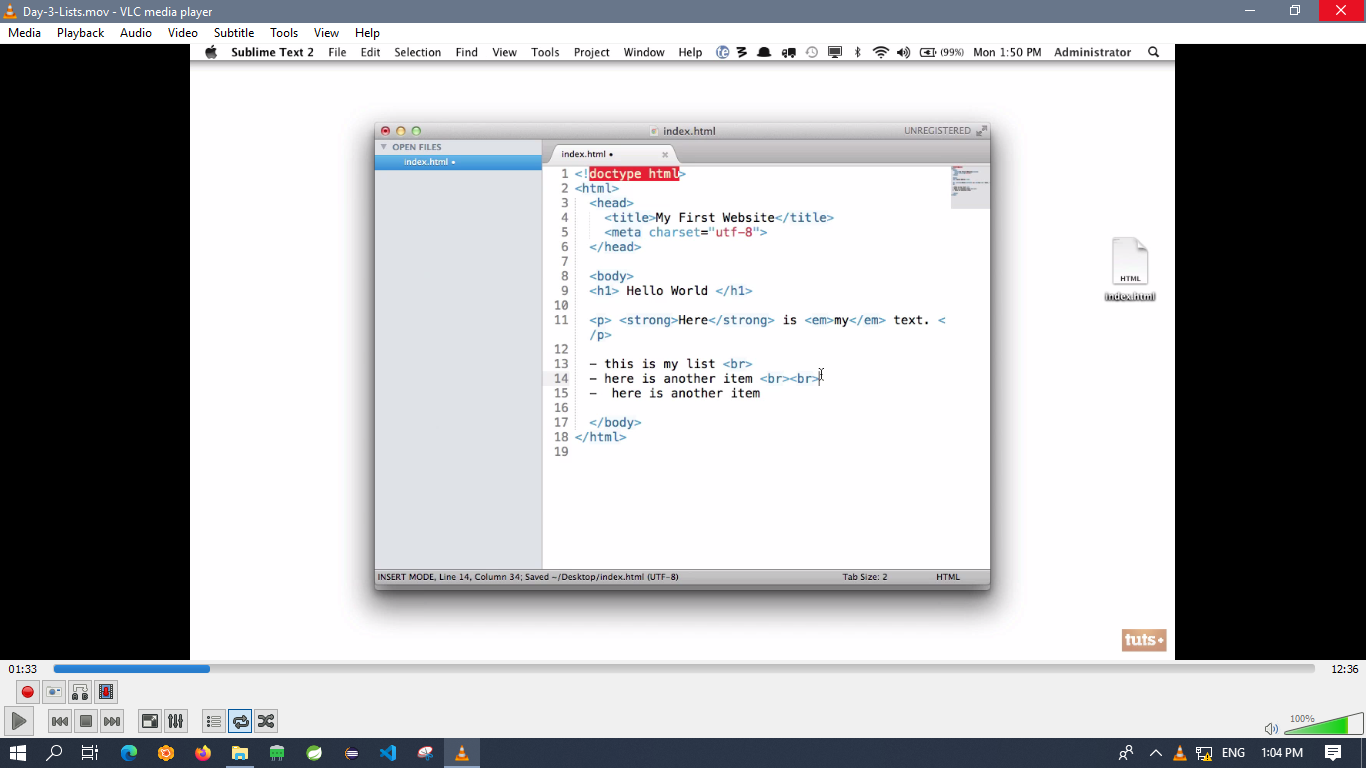 Day-3-Lists.mov - VLC media player
Media Playback Audio Video Subtitle Tools View Help
Sublime Text 2 File Edit Selection Find View Tools Project Window Help (99%) Mon 1:50 PM Administrator
index.html UNREGISTERED
OPEN FILES
index.html •
index.html •
1 <!doctype html>
2 <html>
3 <head>
4 <title>My First Website</title>
5 <meta charset="utf-8">
6 </head>
7
8 <body>
9 <h1> Hello World </h1>
10
11 <p> <strong>Here</strong> is <em>my</em> text. <
/p>
12
13 - this is my list <br>
14 - here is another item <br><br>
15 -  here is another item
16
17 </body>
18 </html>
19
HTML
index.html
INSERT MODE, Line 14, Column 34; Saved ~/Desktop/index.html (UTF-8) Tab Size: 2 HTML
tuts+
01:33 12:36
100%
ENG 1:04 PM